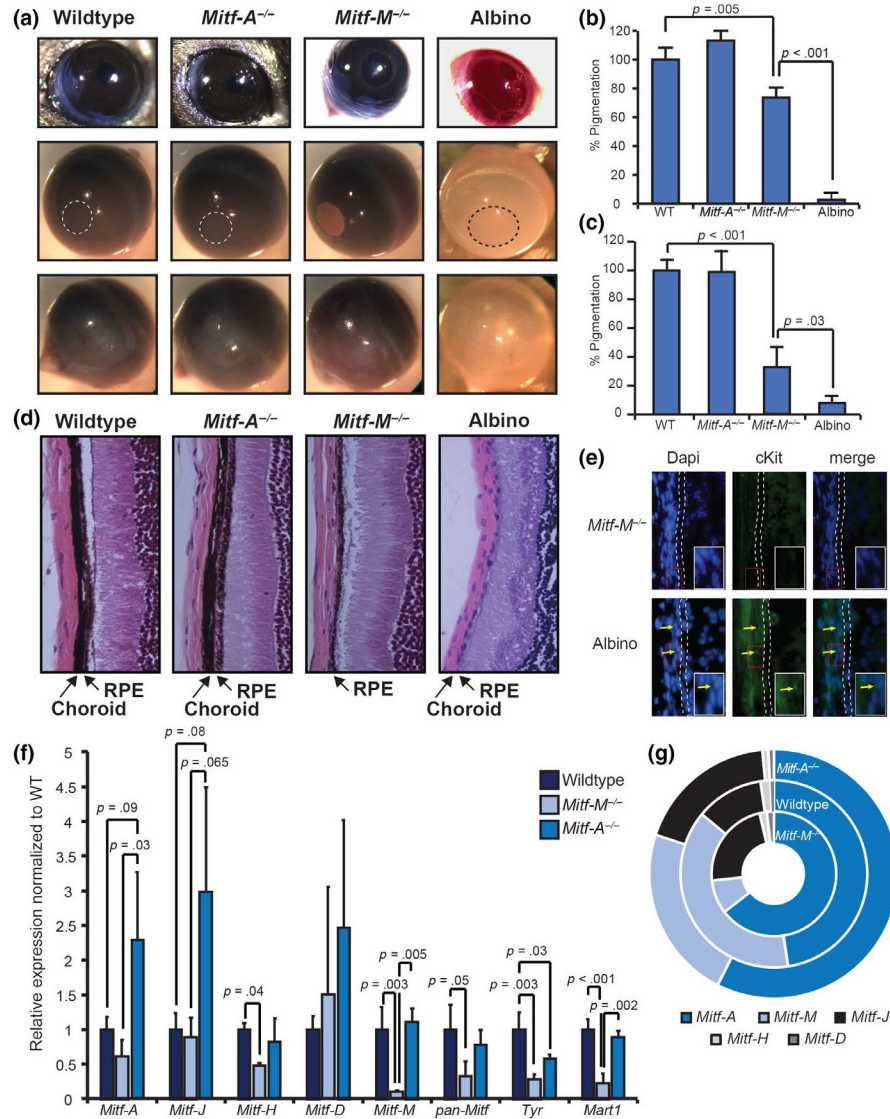 (a)
Wildtype Mitf-A–/– Mitf-M–/– Albino
(b)
% Pigmentation
140
120
100
80
60
40
20
0
p = .005
p < .001
WT Mitf-A–/– Mitf-M–/– Albino
(c)
% Pigmentation
120
100
80
60
40
20
0
p < .001
p = .03
WT Mitf-A–/– Mitf-M–/– Albino
(d)
Wildtype Mitf-A–/– Mitf-M–/– Albino
RPE RPE RPE RPE
Choroid Choroid Choroid
(e)
Dapi cKit merge
Mitf-M–/–
Albino
(f)
Relative expression normalized to WT
5
4.5
4
3.5
3
2.5
2
1.5
1
0.5
0
p = .08
p = .065
p = .09
p = .03
p = .04
p = .003
p = .005
p = .05
p = .03
p = .003
p < .001
p = .002
Wildtype
Mitf-M–/–
Mitf-A–/–
Mitf-A Mitf-J Mitf-H Mitf-D Mitf-M pan-Mitf Tyr Mart1
(g)
Mitf-A–/–
Wildtype
Mitf-M–/–
Mitf-A Mitf-M Mitf-J
Mitf-H Mitf-D